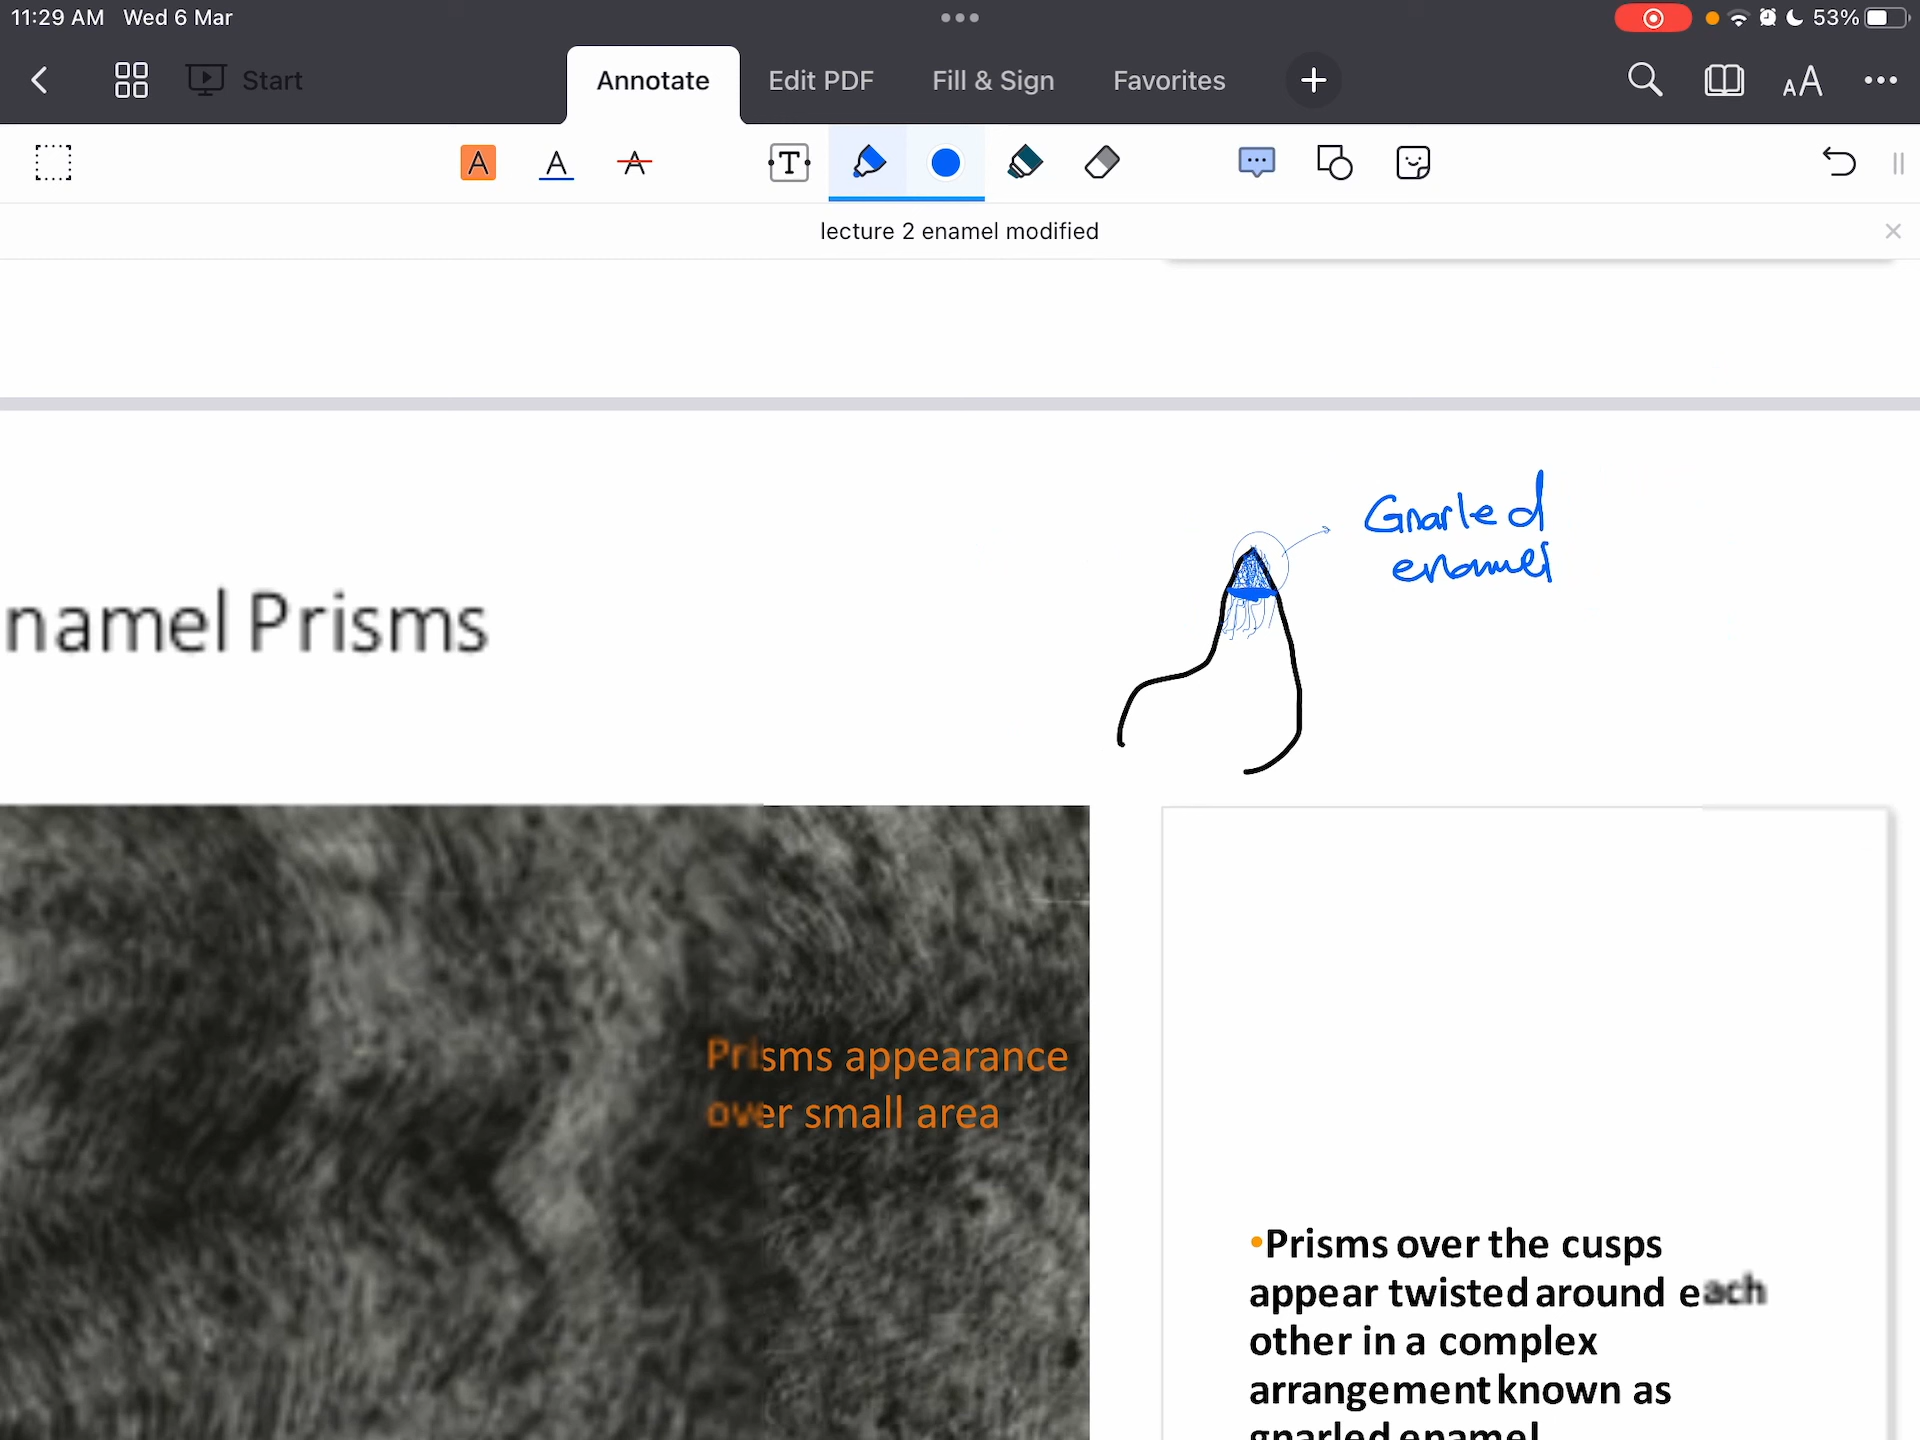 11:29 AM Wed 6 Mar
53%
Start
Annotate
Edit PDF
Fill & Sign
Favorites
lecture 2 enamel modified
Gnarled
enamel
namel Prisms
Prisms appearance
over small area
•Prisms over the cusps
appear twisted around each
other in a complex
arrangement known as
gnarled enamel